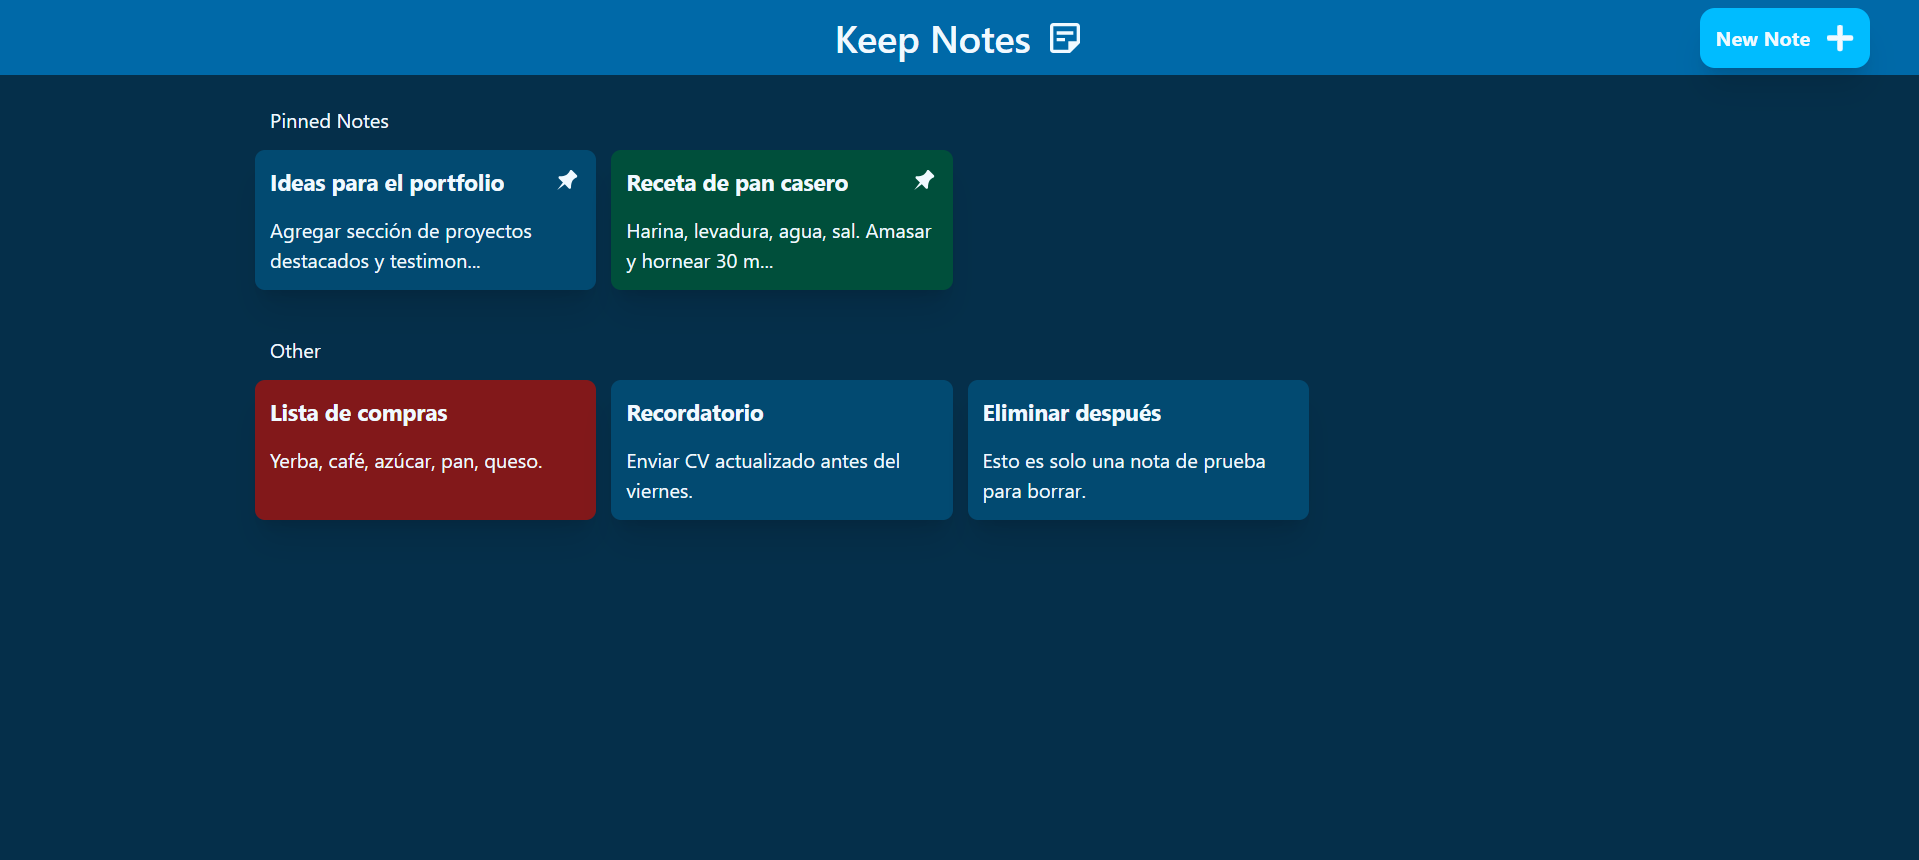 Keep Notes
New Note
Pinned Notes
Ideas para el portfolio
Agregar sección de proyectos
destacados y testimon...
Receta de pan casero
Harina, levadura, agua, sal. Amasar
y hornear 30 m...
Other
Lista de compras
Yerba, café, azúcar, pan, queso.
Recordatorio
Enviar CV actualizado antes del
viernes.
Eliminar después
Esto es solo una nota de prueba
para borrar.